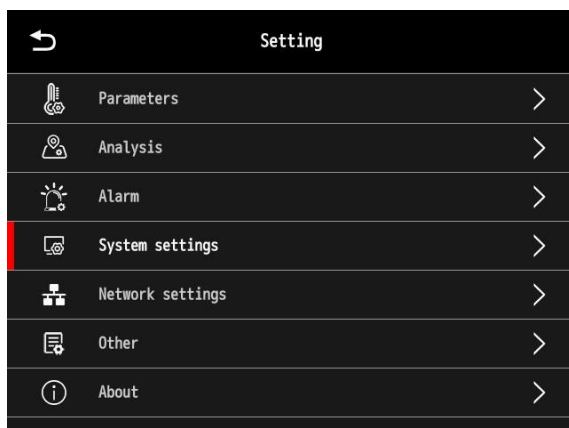 Setting
Parameters
Analysis
Alarm
System settings
Network settings
Other
About